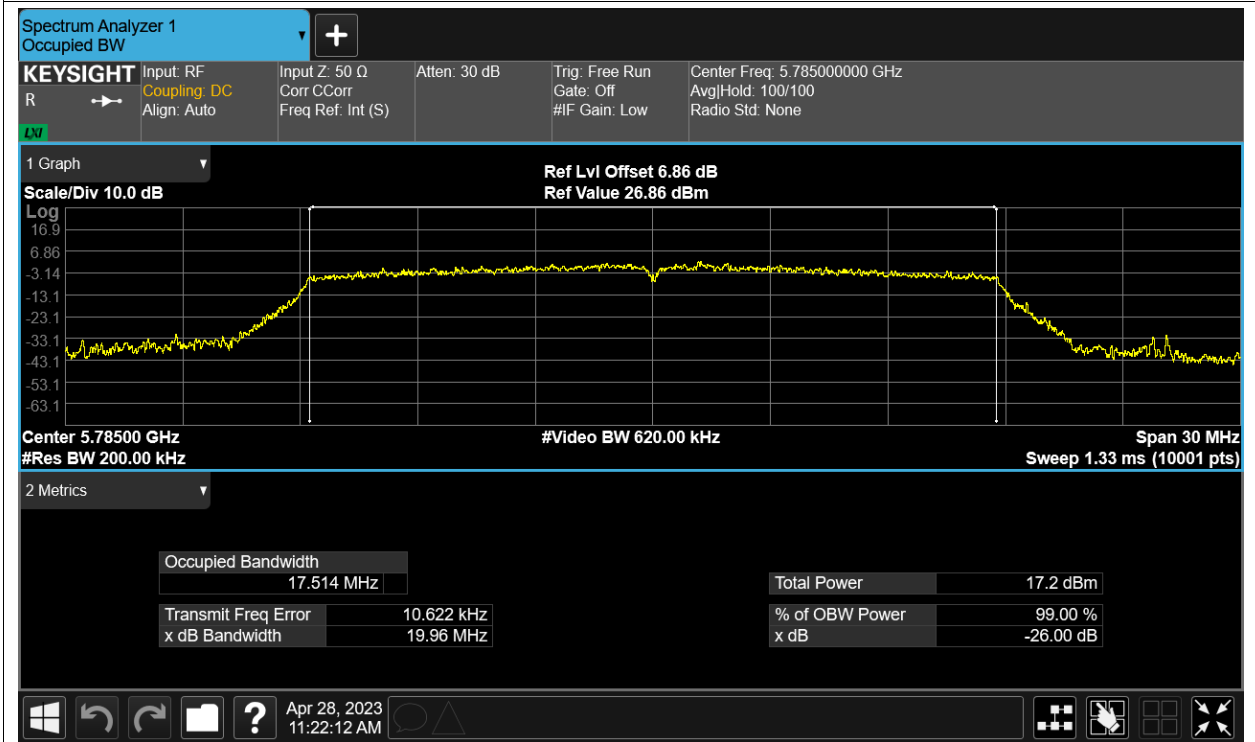 Spectrum Analyzer 1
Occupied BW
KEYSIGHT
R
LXI
Input: RF
Coupling: DC
Align: Auto
Input Z: 50 Ω
Corr CCorr
Freq Ref: Int (S)
Atten: 30 dB
Trig: Free Run
Gate: Off
#IF Gain: Low
Center Freq: 5.785000000 GHz
Avg|Hold: 100/100
Radio Std: None
1 Graph
Ref Lvl Offset 6.86 dB
Scale/Div 10.0 dB
Ref Value 26.86 dBm
Log
16.9
6.86
-3.14
-13.1
-23.1
-33.1
-43.1
-53.1
-63.1
Center 5.78500 GHz
#Video BW 620.00 kHz
Span 30 MHz
#Res BW 200.00 kHz
Sweep 1.33 ms (10001 pts)
2 Metrics
Occupied Bandwidth
17.514 MHz
Total Power 17.2 dBm
Transmit Freq Error 10.622 kHz
% of OBW Power 99.00 %
x dB Bandwidth 19.96 MHz
x dB -26.00 dB
?
Apr 28, 2023
11:22:12 AM